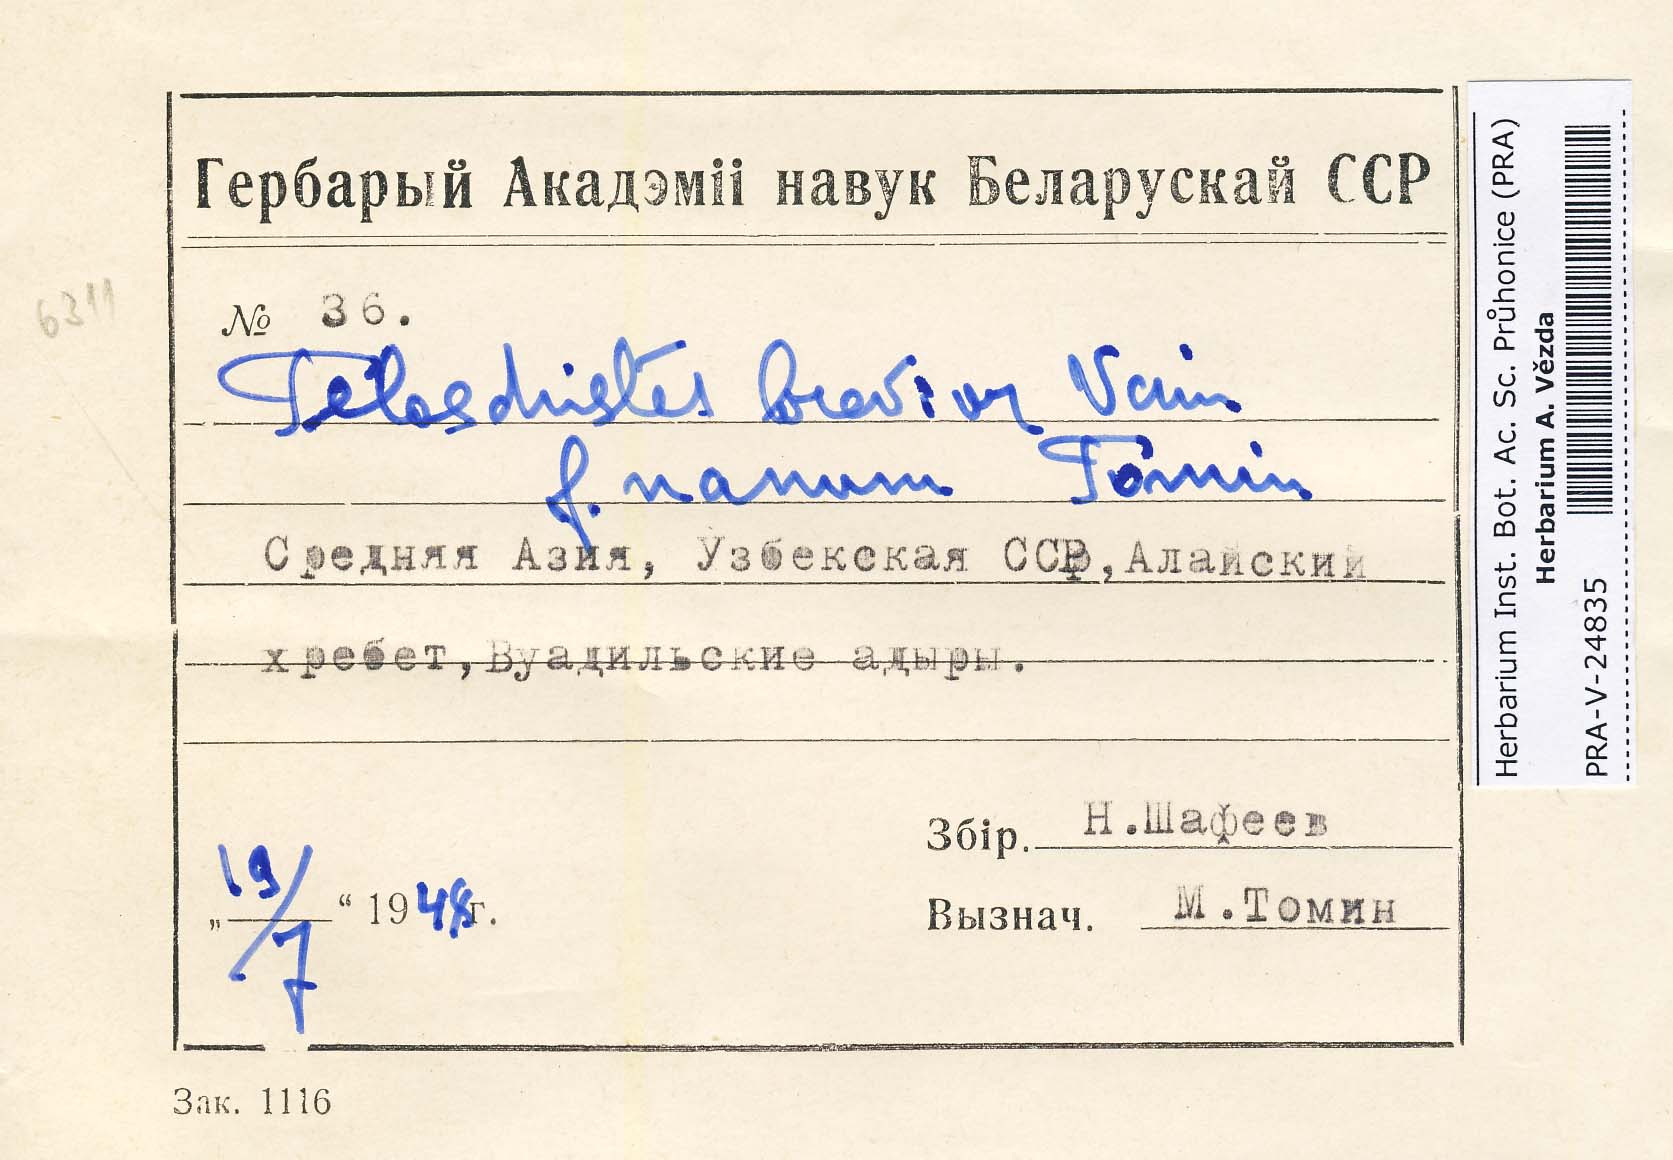 Гербарый Акадэміі навук Беларускай ССР
6311
№ 36.
Teloschistes brevior Vain
f. nanum Tomin
Средняя Азия, Узбекская ССР, Алайский
хребет, Вуадильские адыры.
Збір. Н.Шафеев
„19/7“ 1948 г.
Вызнач. М.Томин
Зак. 1116
Herbarium Inst. Bot. Ac. Sc. Průhonice (PRA)
Herbarium A. Vězda
PRA-V-24835